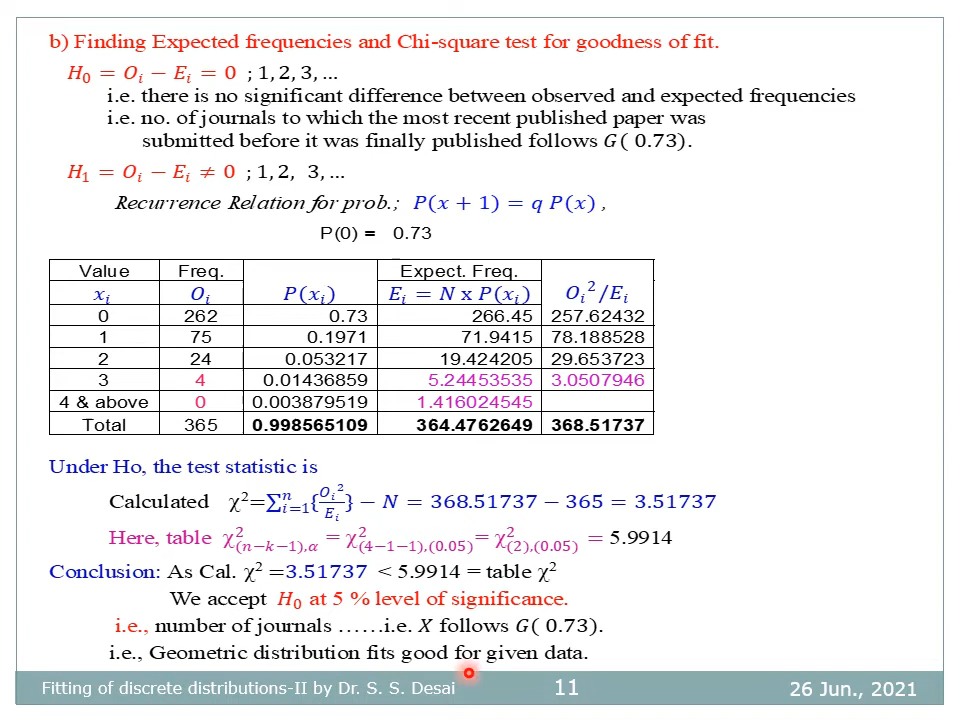 b) Finding Expected frequencies and Chi-square test for goodness of fit.
H₀ = Oᵢ − Eᵢ = 0 ; 1, 2, 3, …
i.e. there is no significant difference between observed and expected frequencies
i.e. no. of journals to which the most recent published paper was
submitted before it was finally published follows G( 0.73).
H₁ = Oᵢ − Eᵢ ≠ 0 ; 1, 2, 3, …
Recurrence Relation for prob.; P(x + 1) = q P(x) ,
P(0) = 0.73
Value Freq. Expect. Freq.
xᵢ Oᵢ P(xᵢ) Eᵢ = N x P(xᵢ) Oᵢ²/Eᵢ
0 262 0.73 266.45 257.62432
1 75 0.1971 71.9415 78.188528
2 24 0.053217 19.424205 29.653723
3 4 0.01436859 5.24453535 3.0507946
4 & above 0 0.003879519 1.416024545
Total 365 0.998565109 364.4762649 368.51737
Under Ho, the test statistic is
Calculated χ²=∑ⁿᵢ₌₁{Oᵢ²/Eᵢ} − N = 368.51737 − 365 = 3.51737
Here, table χ²₍n−k−1₎,α = χ²₍4−1−1₎,(0.05)= χ²₍2₎,(0.05) = 5.9914
Conclusion: As Cal. χ² =3.51737 < 5.9914 = table χ²
We accept H₀ at 5 % level of significance.
i.e., number of journals ……i.e. X follows G( 0.73).
i.e., Geometric distribution fits good for given data.
Fitting of discrete distributions-II by Dr. S. S. Desai 11 26 Jun., 2021